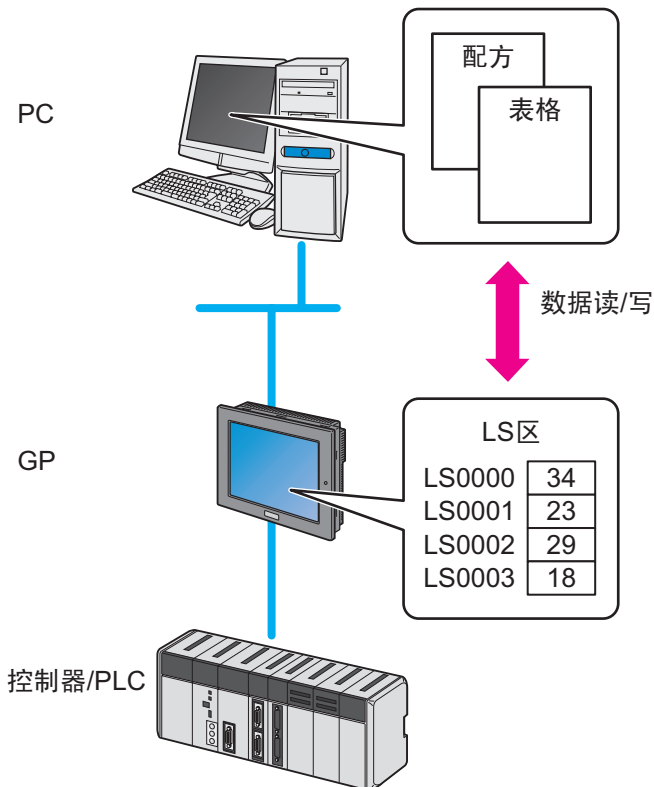 PC
配方
表格
数据读/写
GP
LS区
LS0000 34
LS0001 23
LS0002 29
LS0003 18
控制器/PLC